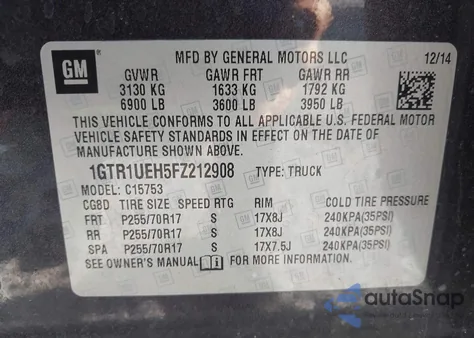 GM
MFD BY GENERAL MOTORS LLC 12/14
GVWR GAWR FRT GAWR RR
3130 KG 1633 KG 1792 KG
6900 LB 3600 LB 3950 LB
THIS VEHICLE CONFORMS TO ALL APPLICABLE U.S. FEDERAL MOTOR
VEHICLE SAFETY STANDARDS IN EFFECT ON THE DATE OF
MANUFACTURE SHOWN ABOVE.
1GTR1UEH5FZ212908 TYPE: TRUCK
MODEL: C15753
CG8D TIRE SIZE SPEED RTG RIM COLD TIRE PRESSURE
FRT P255/70R17 S 17X8J 240KPA(35PSI)
RR P255/70R17 S 17X8J 240KPA(35PSI)
SPA P255/70R17 S 17X7.5J 240KPA(35PSI)
SEE OWNER'S MANUAL FOR MORE INFORMATION.
autoSnap